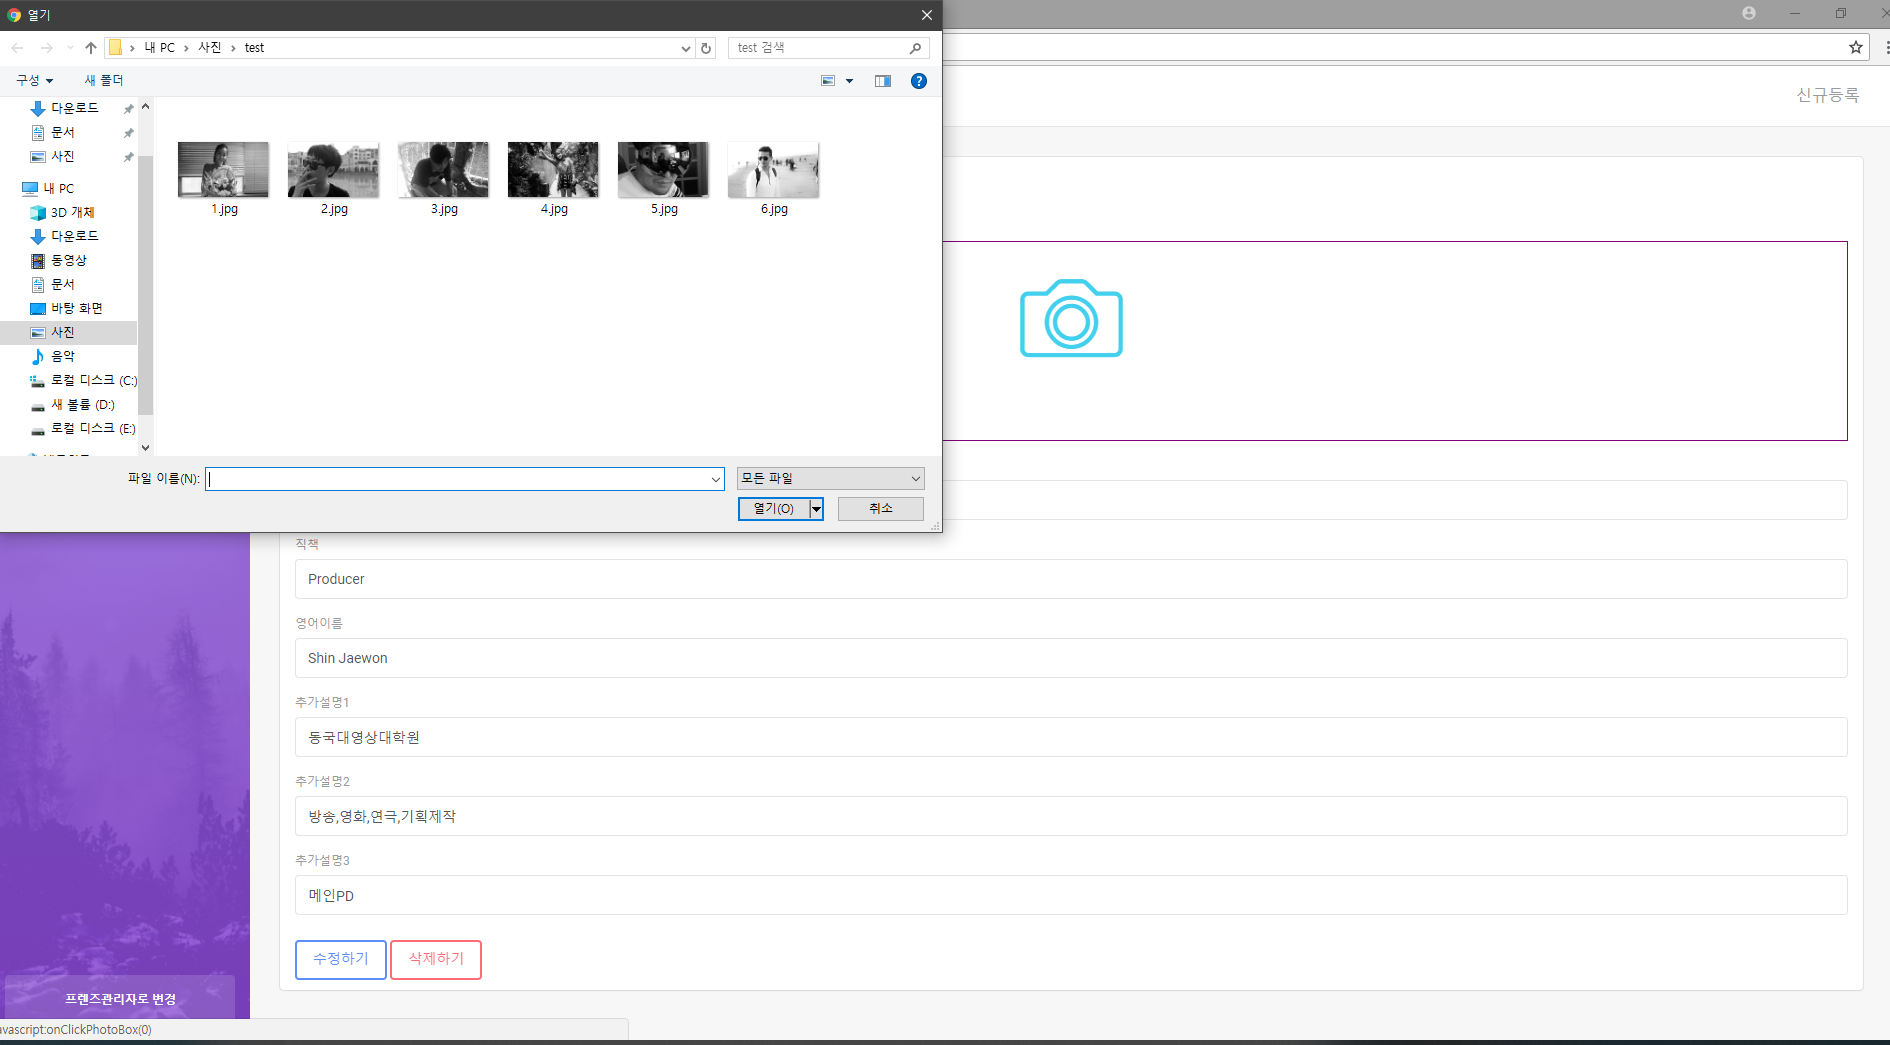 열기
내 PC > 사진 > test
test 검색
구성
새 폴더
다운로드
문서
사진
내 PC
3D 개체
다운로드
동영상
문서
바탕 화면
사진
음악
로컬 디스크 (C:)
새 볼륨 (D:)
로컬 디스크 (E:)
1.jpg
2.jpg
3.jpg
4.jpg
5.jpg
6.jpg
파일 이름(N):
모든 파일
열기(O)
취소
신규등록
직책
Producer
영어이름
Shin Jaewon
추가설명1
동국대영상대학원
추가설명2
방송,영화,연극,기획제작
추가설명3
메인PD
수정하기
삭제하기
프렌즈관리자로 변경
avascript:onClickPhotoBox(0)